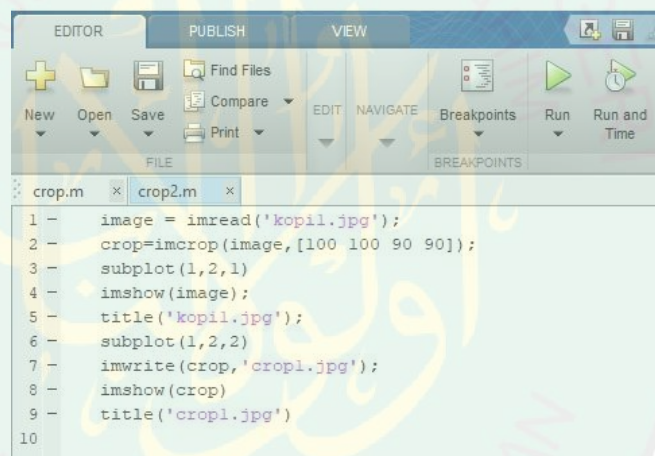 EDITOR PUBLISH VIEW
New Open Save Find Files Compare Print EDIT NAVIGATE Breakpoints Run Run and Time
FILE BREAKPOINTS
crop.m × crop2.m ×
1 – image = imread('kopi1.jpg');
2 – crop=imcrop(image,[100 100 90 90]);
3 – subplot(1,2,1)
4 – imshow(image);
5 – title('kopi1.jpg');
6 – subplot(1,2,2)
7 – imwrite(crop,'crop1.jpg');
8 – imshow(crop)
9 – title('crop1.jpg')
10